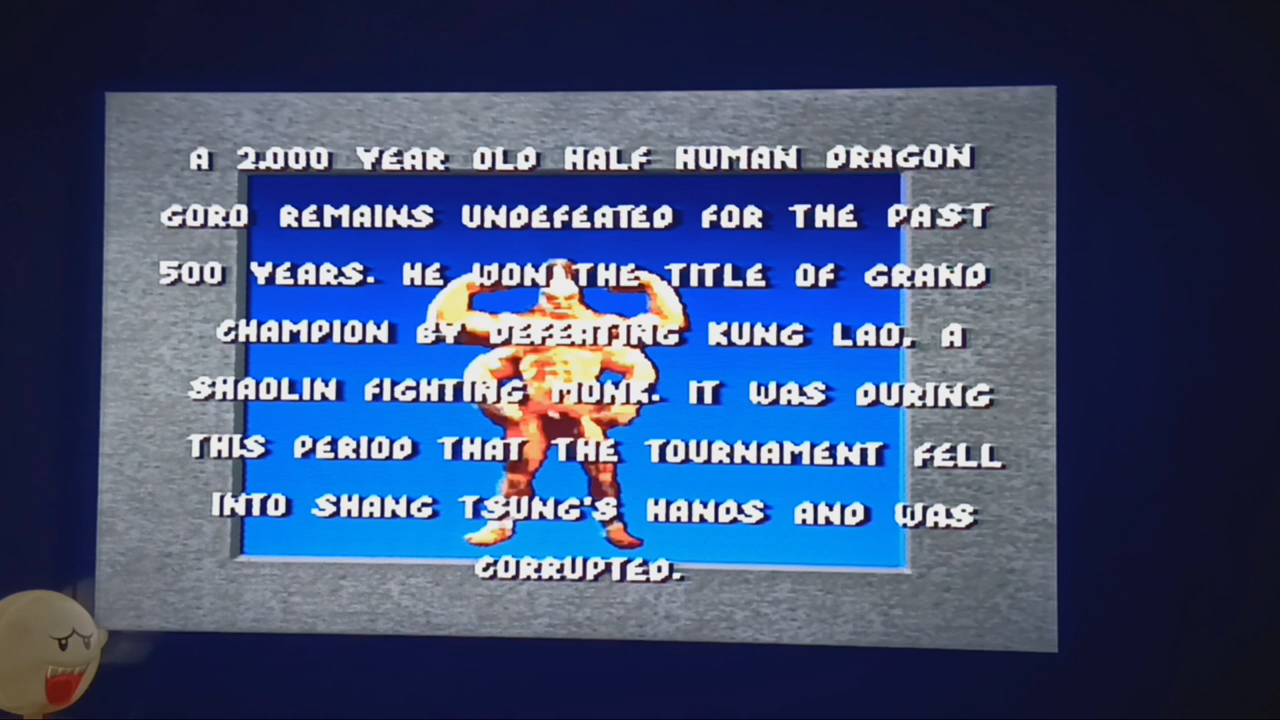 A 2,000 YEAR OLD HALF HUMAN DRAGON
GORO REMAINS UNDEFEATED FOR THE PAST
500 YEARS. HE WON THE TITLE OF GRAND
CHAMPION BY DEFEATING KUNG LAO, A
SHAOLIN FIGHTING MONK. IT WAS DURING
THIS PERIOD THAT THE TOURNAMENT FELL
INTO SHANG TSUNG'S HANDS AND WAS
CORRUPTED.